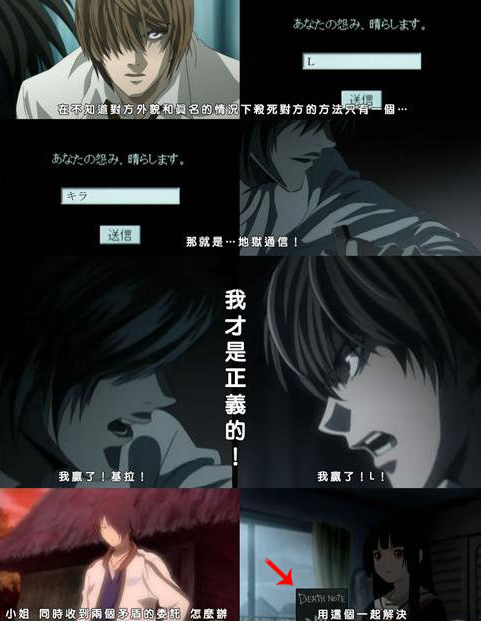 あなたの怨み、晴らします。
L
送信
在不知道對方外貌和真名的情況下殺死對方的方法只有一個…
あなたの怨み、晴らします。
キラ
送信
那就是…地獄通信！
我才是正義的！
我贏了！基拉！
我贏了！L！
小姐 同時收到兩個矛盾的委託 怎麼辦
DEATH NOTE
用這個一起解決